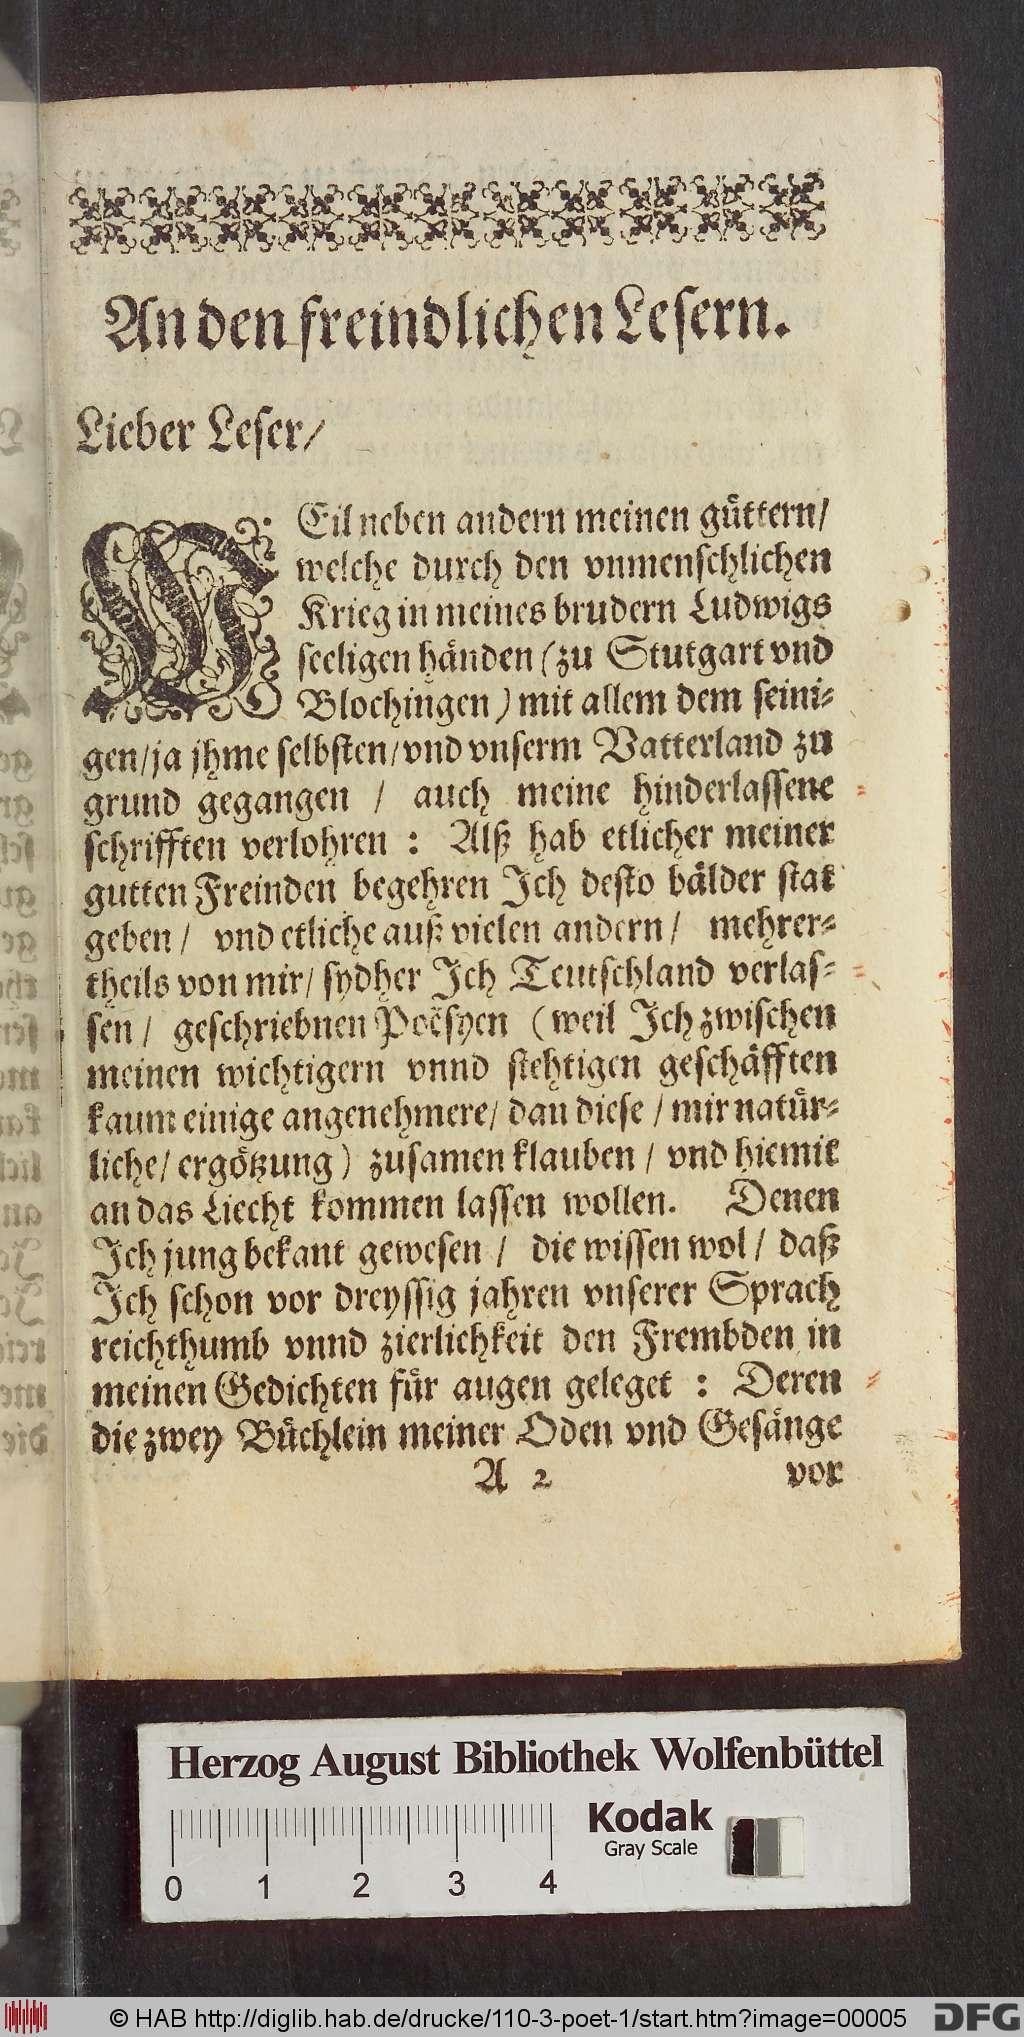 An den freindlichen Lesern.
Lieber Leser/
WEil neben andern meinen güttern/
welche durch den vnmenschlichen
Krieg in meines brudern Ludwigs
seeligen händen (zu Stutgart vnd
Blochingen) mit allem dem seini-
gen/ja jhme selbsten/vnd vnserm Vatterland zu
grund gegangen / auch meine hinderlassene
schrifften verlohren : Alß hab etlicher meiner
gutten Freinden begehren Ich desto bälder stat
geben / vnd etliche auß vielen andern / mehrer-
theils von mir/ sydher Ich Teutschland verlas-
sen / geschriebnen Poësyen (weil Ich zwischen
meinen wichtigern vnnd stehtigen geschäfften
kaum einige angenehmere/ dan diese / mir natür-
liche/ ergötzung) zusamen klauben / vnd hiemit
an das Liecht kommen lassen wollen. Denen
Ich jung bekant gewesen / die wissen wol / daß
Ich schon vor dreyssig jahren vnserer Sprach
reichthumb vnnd zierlichkeit den Frembden in
meinen Gedichten für augen geleget : Deren
die zwey Büchlein meiner Oden vnd Gesänge
A 2 vor
Herzog August Bibliothek Wolfenbüttel
Kodak
Gray Scale
0 1 2 3 4
© HAB http://diglib.hab.de/drucke/110-3-poet-1/start.htm?image=00005
DFG